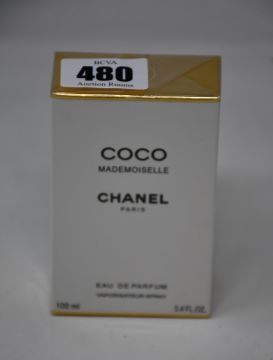 BCVA
480
Auction Rooms
COCO
MADEMOISELLE
CHANEL
PARIS
EAU DE PARFUM
VAPORISATEUR SPRAY
100 ml 3.4 FL. OZ.